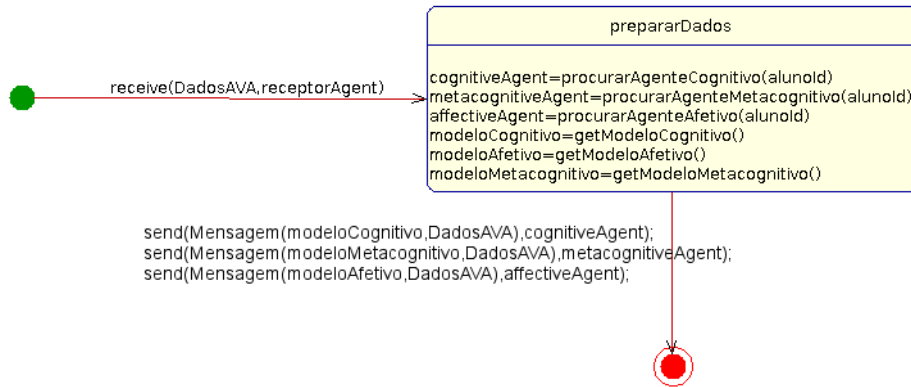 prepararDados
receive(DadosAVA,receptorAgent)
cognitiveAgent=procurarAgenteCognitivo(alunoId)
metacognitiveAgent=procurarAgenteMetacognitivo(alunoId)
affectiveAgent=procurarAgenteAfetivo(alunoId)
modeloCognitivo=getModeloCognitivo()
modeloAfetivo=getModeloAfetivo()
modeloMetacognitivo=getModeloMetacognitivo()
send(Mensagem(modeloCognitivo,DadosAVA),cognitiveAgent);
send(Mensagem(modeloMetacognitivo,DadosAVA),metacognitiveAgent);
send(Mensagem(modeloAfetivo,DadosAVA),affectiveAgent);